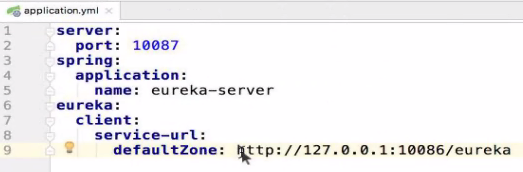 application.yml
1 server:
2   port: 10087
3 spring:
4   application:
5     name: eureka-server
6 eureka:
7   client:
8     service-url:
9       defaultZone: http://127.0.0.1:10086/eureka